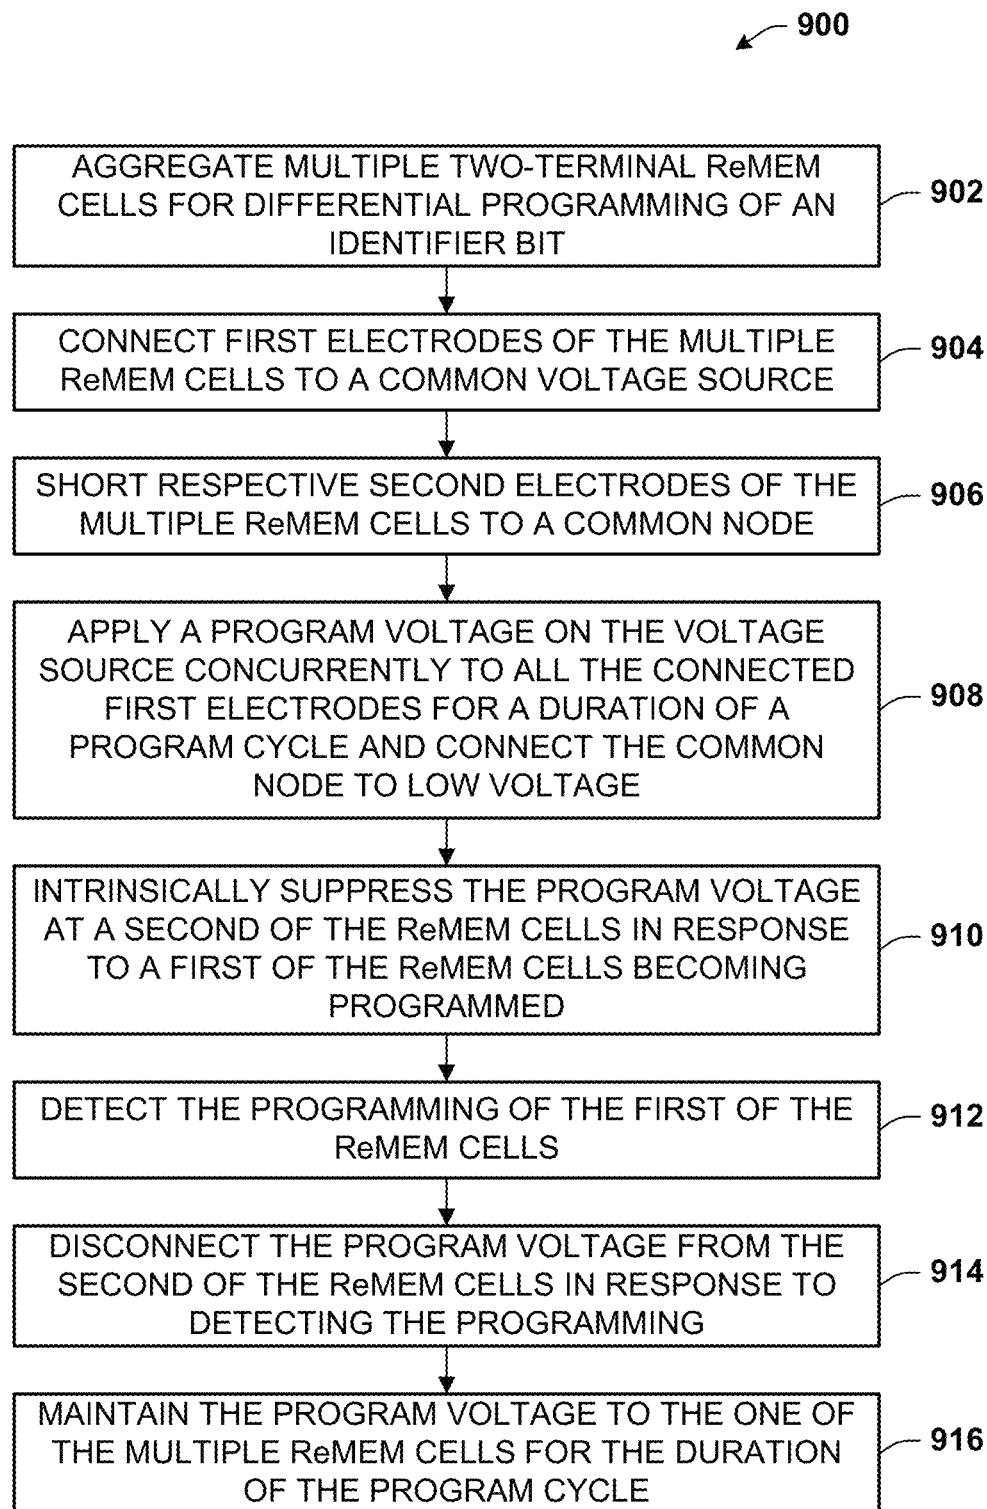 900
AGGREGATE MULTIPLE TWO-TERMINAL ReMEM
CELLS FOR DIFFERENTIAL PROGRAMMING OF AN
IDENTIFIER BIT
902
CONNECT FIRST ELECTRODES OF THE MULTIPLE
ReMEM CELLS TO A COMMON VOLTAGE SOURCE
904
SHORT RESPECTIVE SECOND ELECTRODES OF THE
MULTIPLE ReMEM CELLS TO A COMMON NODE
906
APPLY A PROGRAM VOLTAGE ON THE VOLTAGE
SOURCE CONCURRENTLY TO ALL THE CONNECTED
FIRST ELECTRODES FOR A DURATION OF A
PROGRAM CYCLE AND CONNECT THE COMMON
NODE TO LOW VOLTAGE
908
INTRINSICALLY SUPPRESS THE PROGRAM VOLTAGE
AT A SECOND OF THE ReMEM CELLS IN RESPONSE
TO A FIRST OF THE ReMEM CELLS BECOMING
PROGRAMMED
910
DETECT THE PROGRAMMING OF THE FIRST OF THE
ReMEM CELLS
912
DISCONNECT THE PROGRAM VOLTAGE FROM THE
SECOND OF THE ReMEM CELLS IN RESPONSE TO
DETECTING THE PROGRAMMING
914
MAINTAIN THE PROGRAM VOLTAGE TO THE ONE OF
THE MULTIPLE ReMEM CELLS FOR THE DURATION
OF THE PROGRAM CYCLE
916